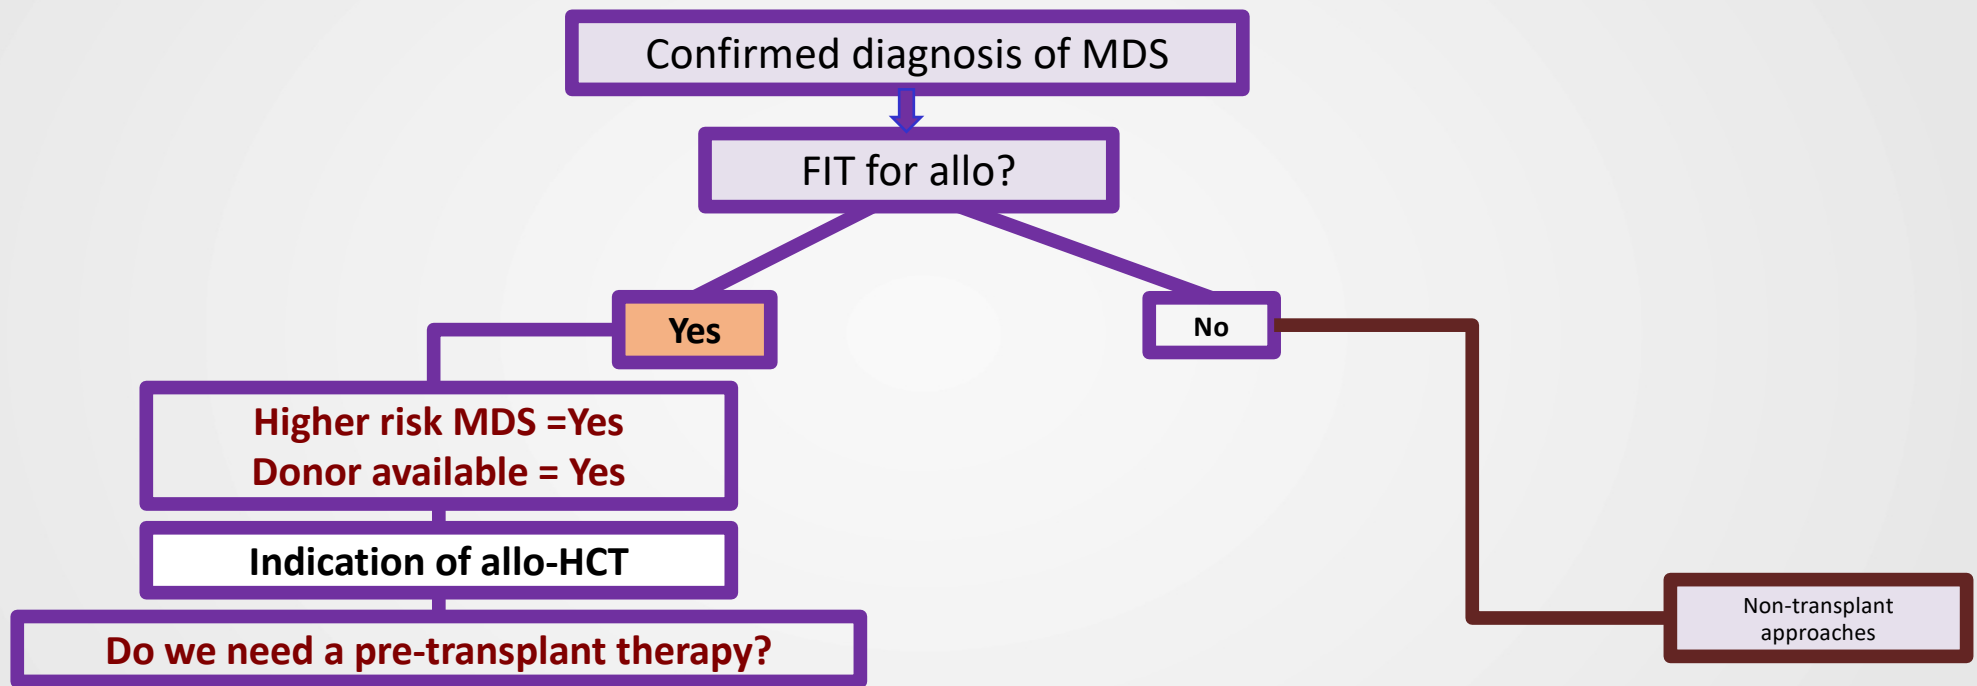 Confirmed diagnosis of MDS
FIT for allo?
Yes
No
Higher risk MDS =Yes
Donor available = Yes
Indication of allo-HCT
Do we need a pre-transplant therapy?
Non-transplant
approaches